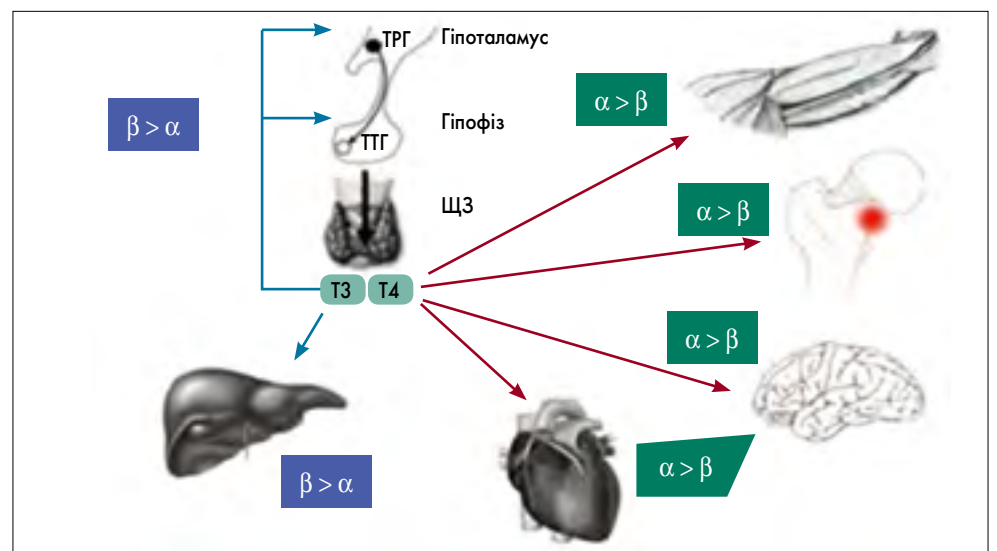 ТРГ Гіпоталамус
α > β
β > α
Гіпофіз
ТТГ
α > β
ЩЗ
Т3 Т4
α > β
α > β
β > α